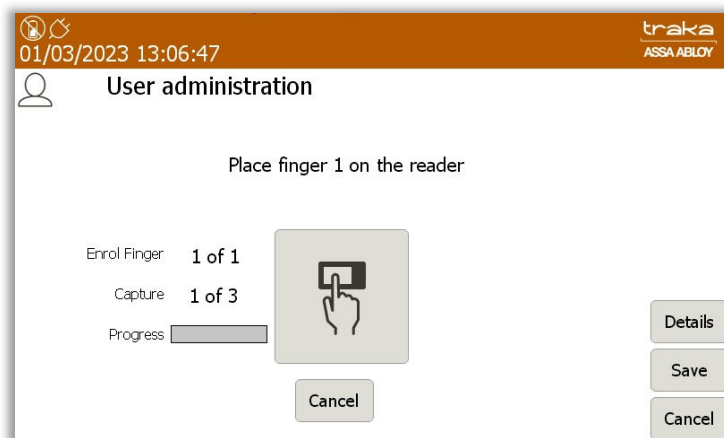 traka
01/03/2023 13:06:47
ASSA ABLOY
User administration
Place finger 1 on the reader
Enrol Finger 1 of 1
Capture 1 of 3
Progress
Cancel
Details
Save
Cancel